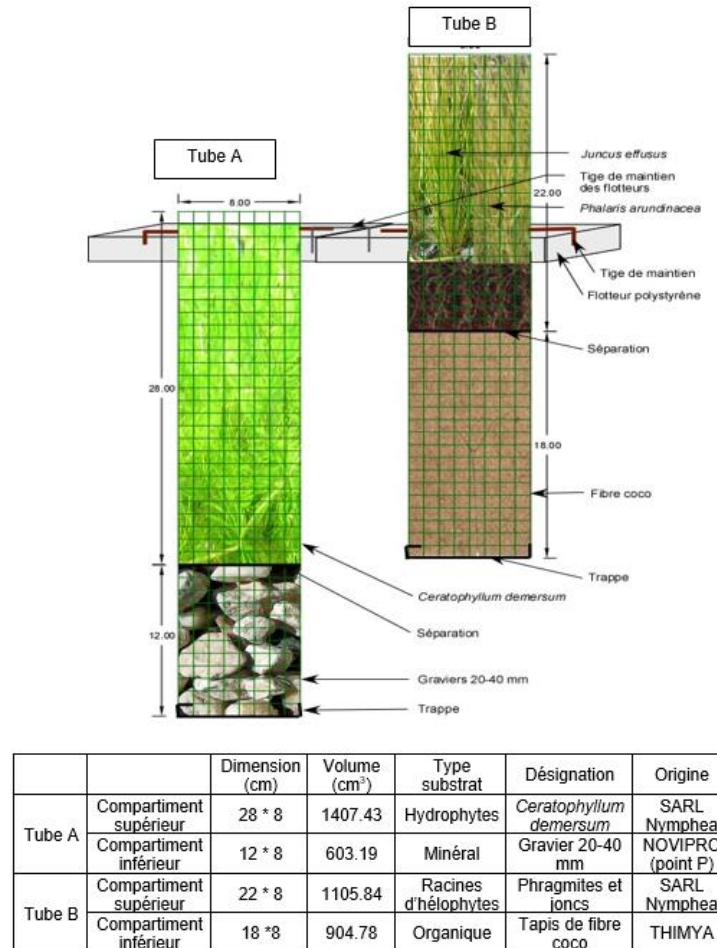 Tube B
Tube A
8.00
Juncus effusus
Tige de maintien
des flotteurs
22.00
Phalaris arundinacea
Tige de maintien
Flotteur polystyrène
Séparation
28.00
18.00
Fibre coco
Trappe
Ceratophyllum demersum
12.00
Séparation
Graviers 20-40 mm
Trappe
Dimension (cm) Volume (cm³) Type substrat Désignation Origine
Tube A Compartiment supérieur 28 * 8 1407.43 Hydrophytes Ceratophyllum demersum SARL Nymphea
Compartiment inférieur 12 * 8 603.19 Minéral Gravier 20-40 mm NOVIPRO (point P)
Tube B Compartiment supérieur 22 * 8 1105.84 Racines d'hélophytes Phragmites et joncs SARL Nymphea
Compartiment inférieur 18 *8 904.78 Organique Tapis de fibre coco THIMYA